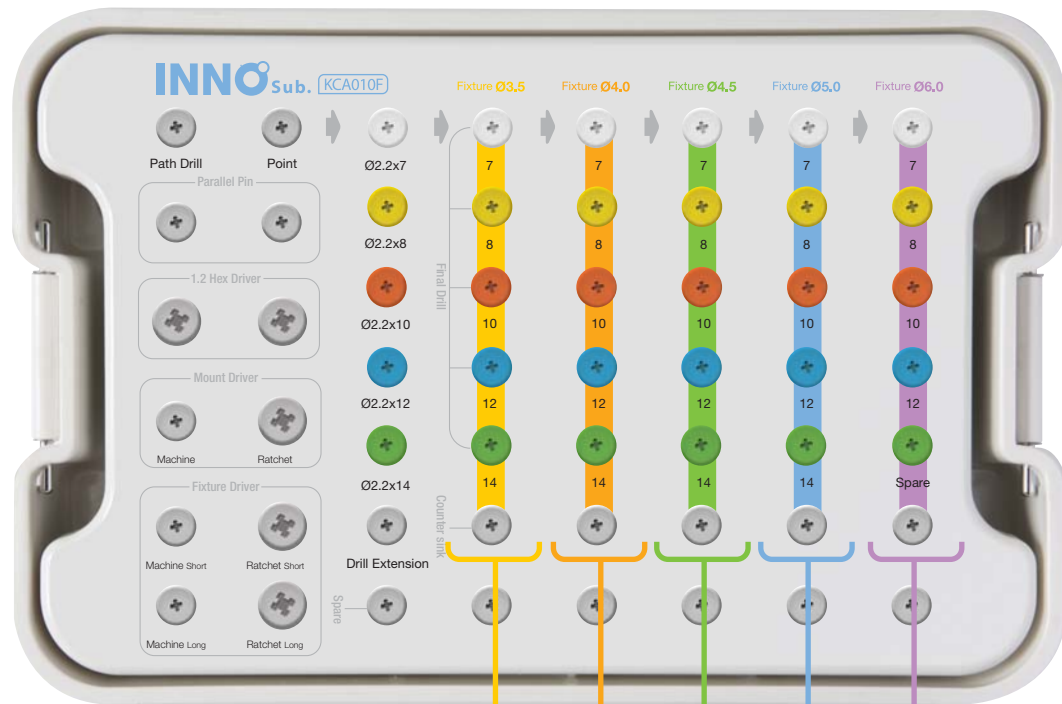 INNO Sub. KCA010F
Fixture Ø3.5
Fixture Ø4.0
Fixture Ø4.5
Fixture Ø5.0
Fixture Ø6.0
Path Drill
Point
Ø2.2x7
7
7
7
7
7
Parallel Pin
Ø2.2x8
8
8
8
8
8
Final Drill
1.2 Hex Driver
Ø2.2x10
10
10
10
10
10
Mount Driver
Machine
Ratchet
Ø2.2x12
12
12
12
12
12
Fixture Driver
Ø2.2x14
14
14
14
14
Spare
Counter sink
Machine Short
Ratchet Short
Drill Extension
Spare
Machine Long
Ratchet Long